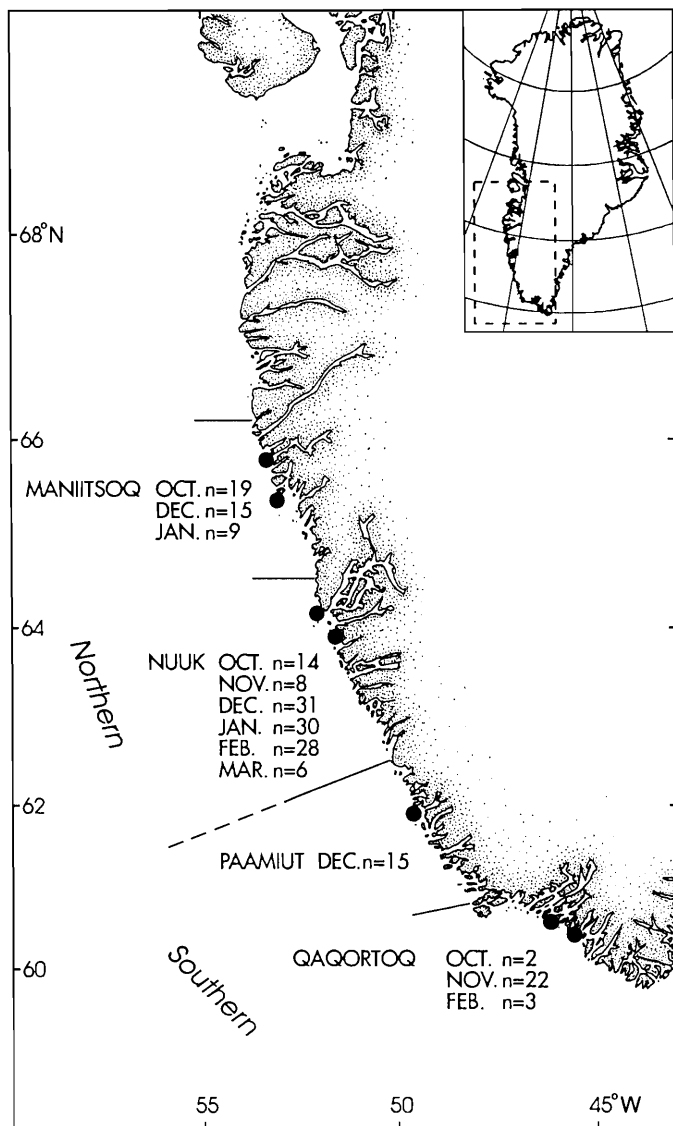 68°N
66
MANIITSOQ OCT. n=19
DEC. n=15
JAN. n=9
64
Northern
NUUK OCT. n=14
NOV. n=8
DEC. n=31
JAN. n=30
FEB. n=28
MAR. n=6
62
PAAMIUT DEC. n=15
Southern
60
QAQORTOQ OCT. n=2
NOV. n=22
FEB. n=3
55 50 45°W